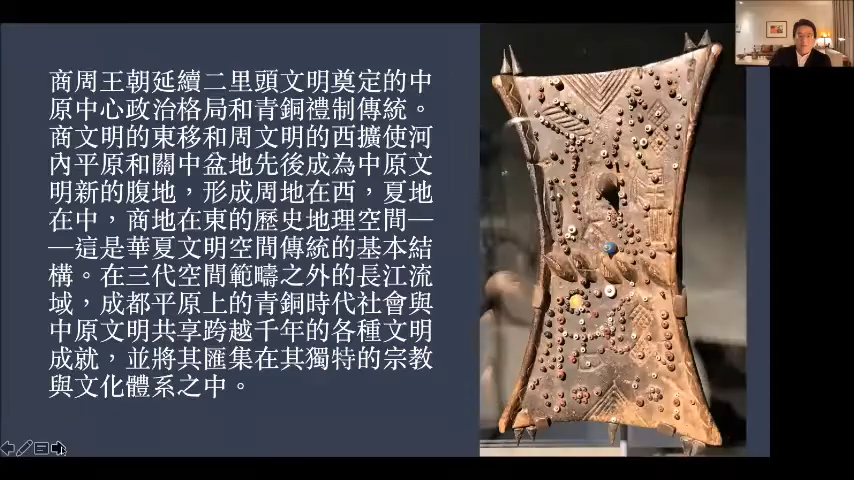 商周王朝延續二里頭文明奠定的中
原中心政治格局和青銅禮制傳統。
商文明的東移和周文明的西擴使河
內平原和關中盆地先後成為中原文
明新的腹地，形成周地在西，夏地
在中，商地在東的歷史地理空間—
—這是華夏文明空間傳統的基本結
構。在三代空間範疇之外的長江流
域，成都平原上的青銅時代社會與
中原文明共享跨越千年的各種文明
成就，並將其匯集在其獨特的宗教
與文化體系之中。